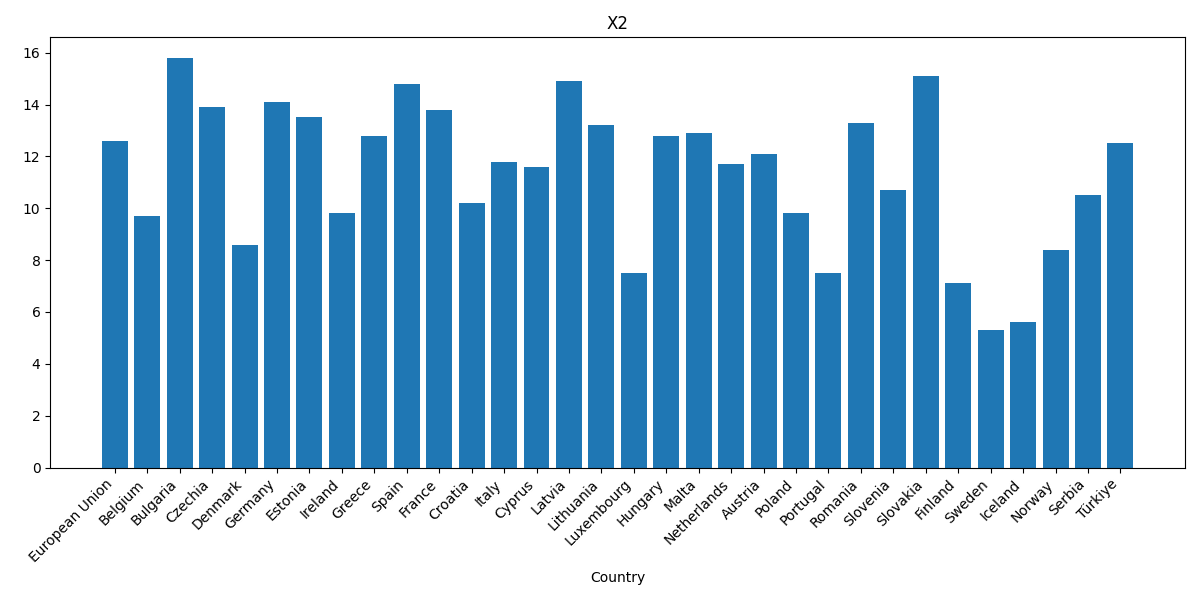 X2
16
14
12
10
8
6
4
2
0
European Union
Belgium
Bulgaria
Czechia
Denmark
Germany
Estonia
Ireland
Greece
Spain
France
Croatia
Italy
Cyprus
Latvia
Lithuania
Luxembourg
Hungary
Malta
Netherlands
Austria
Poland
Portugal
Romania
Slovenia
Slovakia
Finland
Sweden
Iceland
Norway
Serbia
Türkiye
Country